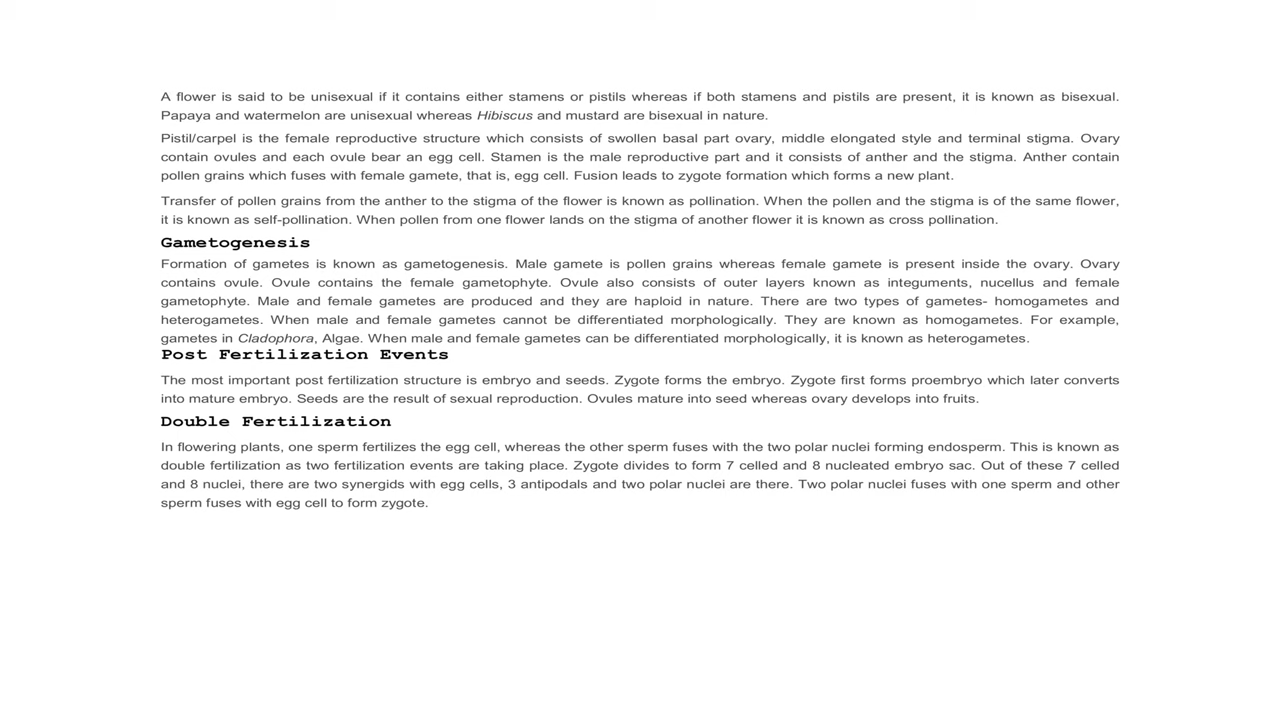 A flower is said to be unisexual if it contains either stamens or pistils whereas if both stamens and pistils are present, it is known as bisexual.
Papaya and watermelon are unisexual whereas Hibiscus and mustard are bisexual in nature.
Pistil/carpel is the female reproductive structure which consists of swollen basal part ovary, middle elongated style and terminal stigma. Ovary
contain ovules and each ovule bear an egg cell. Stamen is the male reproductive part and it consists of anther and the stigma. Anther contain
pollen grains which fuses with female gamete, that is, egg cell. Fusion leads to zygote formation which forms a new plant.
Transfer of pollen grains from the anther to the stigma of the flower is known as pollination. When the pollen and the stigma is of the same flower,
it is known as self-pollination. When pollen from one flower lands on the stigma of another flower it is known as cross pollination.
Gametogenesis
Formation of gametes is known as gametogenesis. Male gamete is pollen grains whereas female gamete is present inside the ovary. Ovary
contains ovule. Ovule contains the female gametophyte. Ovule also consists of outer layers known as integuments, nucellus and female
gametophyte. Male and female gametes are produced and they are haploid in nature. There are two types of gametes- homogametes and
heterogametes. When male and female gametes cannot be differentiated morphologically. They are known as homogametes. For example,
gametes in Cladophora, Algae. When male and female gametes can be differentiated morphologically, it is known as heterogametes.
Post Fertilization Events
The most important post fertilization structure is embryo and seeds. Zygote forms the embryo. Zygote first forms proembryo which later converts
into mature embryo. Seeds are the result of sexual reproduction. Ovules mature into seed whereas ovary develops into fruits.
Double Fertilization
In flowering plants, one sperm fertilizes the egg cell, whereas the other sperm fuses with the two polar nuclei forming endosperm. This is known as
double fertilization as two fertilization events are taking place. Zygote divides to form 7 celled and 8 nucleated embryo sac. Out of these 7 celled
and 8 nuclei, there are two synergids with egg cells, 3 antipodals and two polar nuclei are there. Two polar nuclei fuses with one sperm and other
sperm fuses with egg cell to form zygote.